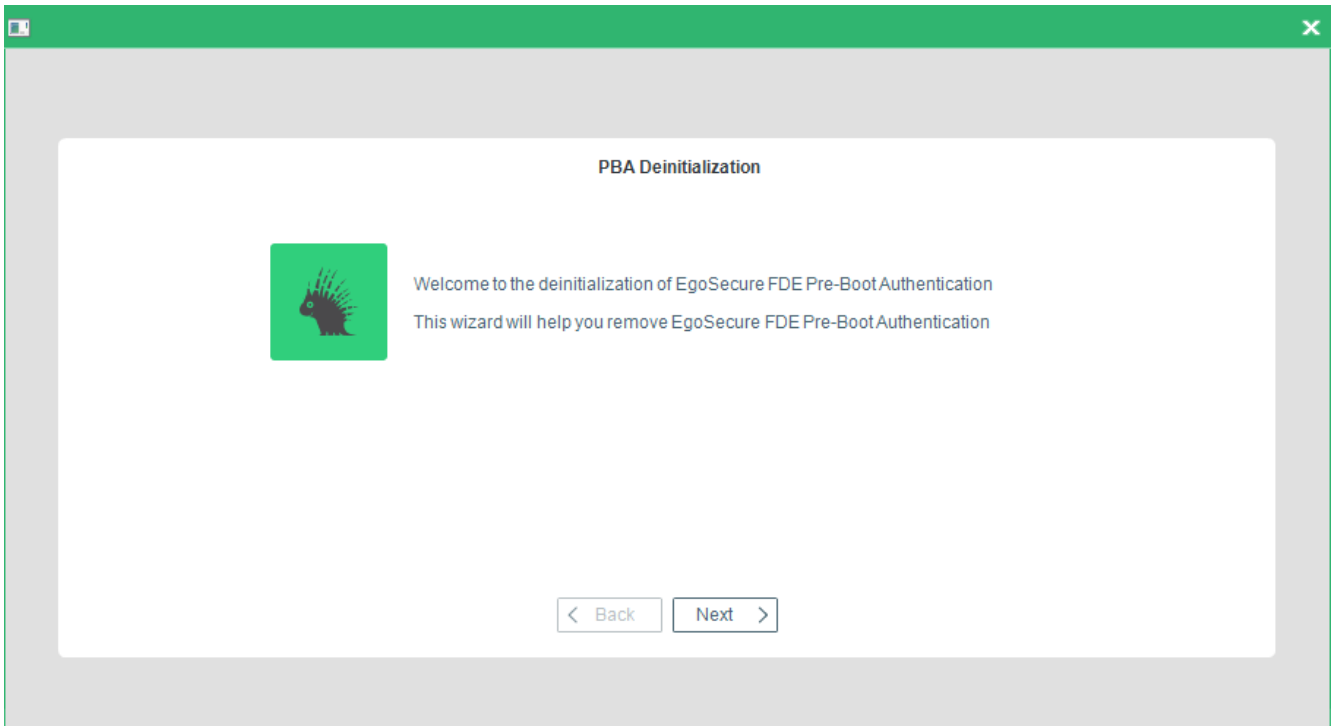 PBA Deinitialization
Welcome to the deinitialization of EgoSecure FDE Pre-Boot Authentication
This wizard will help you remove EgoSecure FDE Pre-Boot Authentication
Back
Next